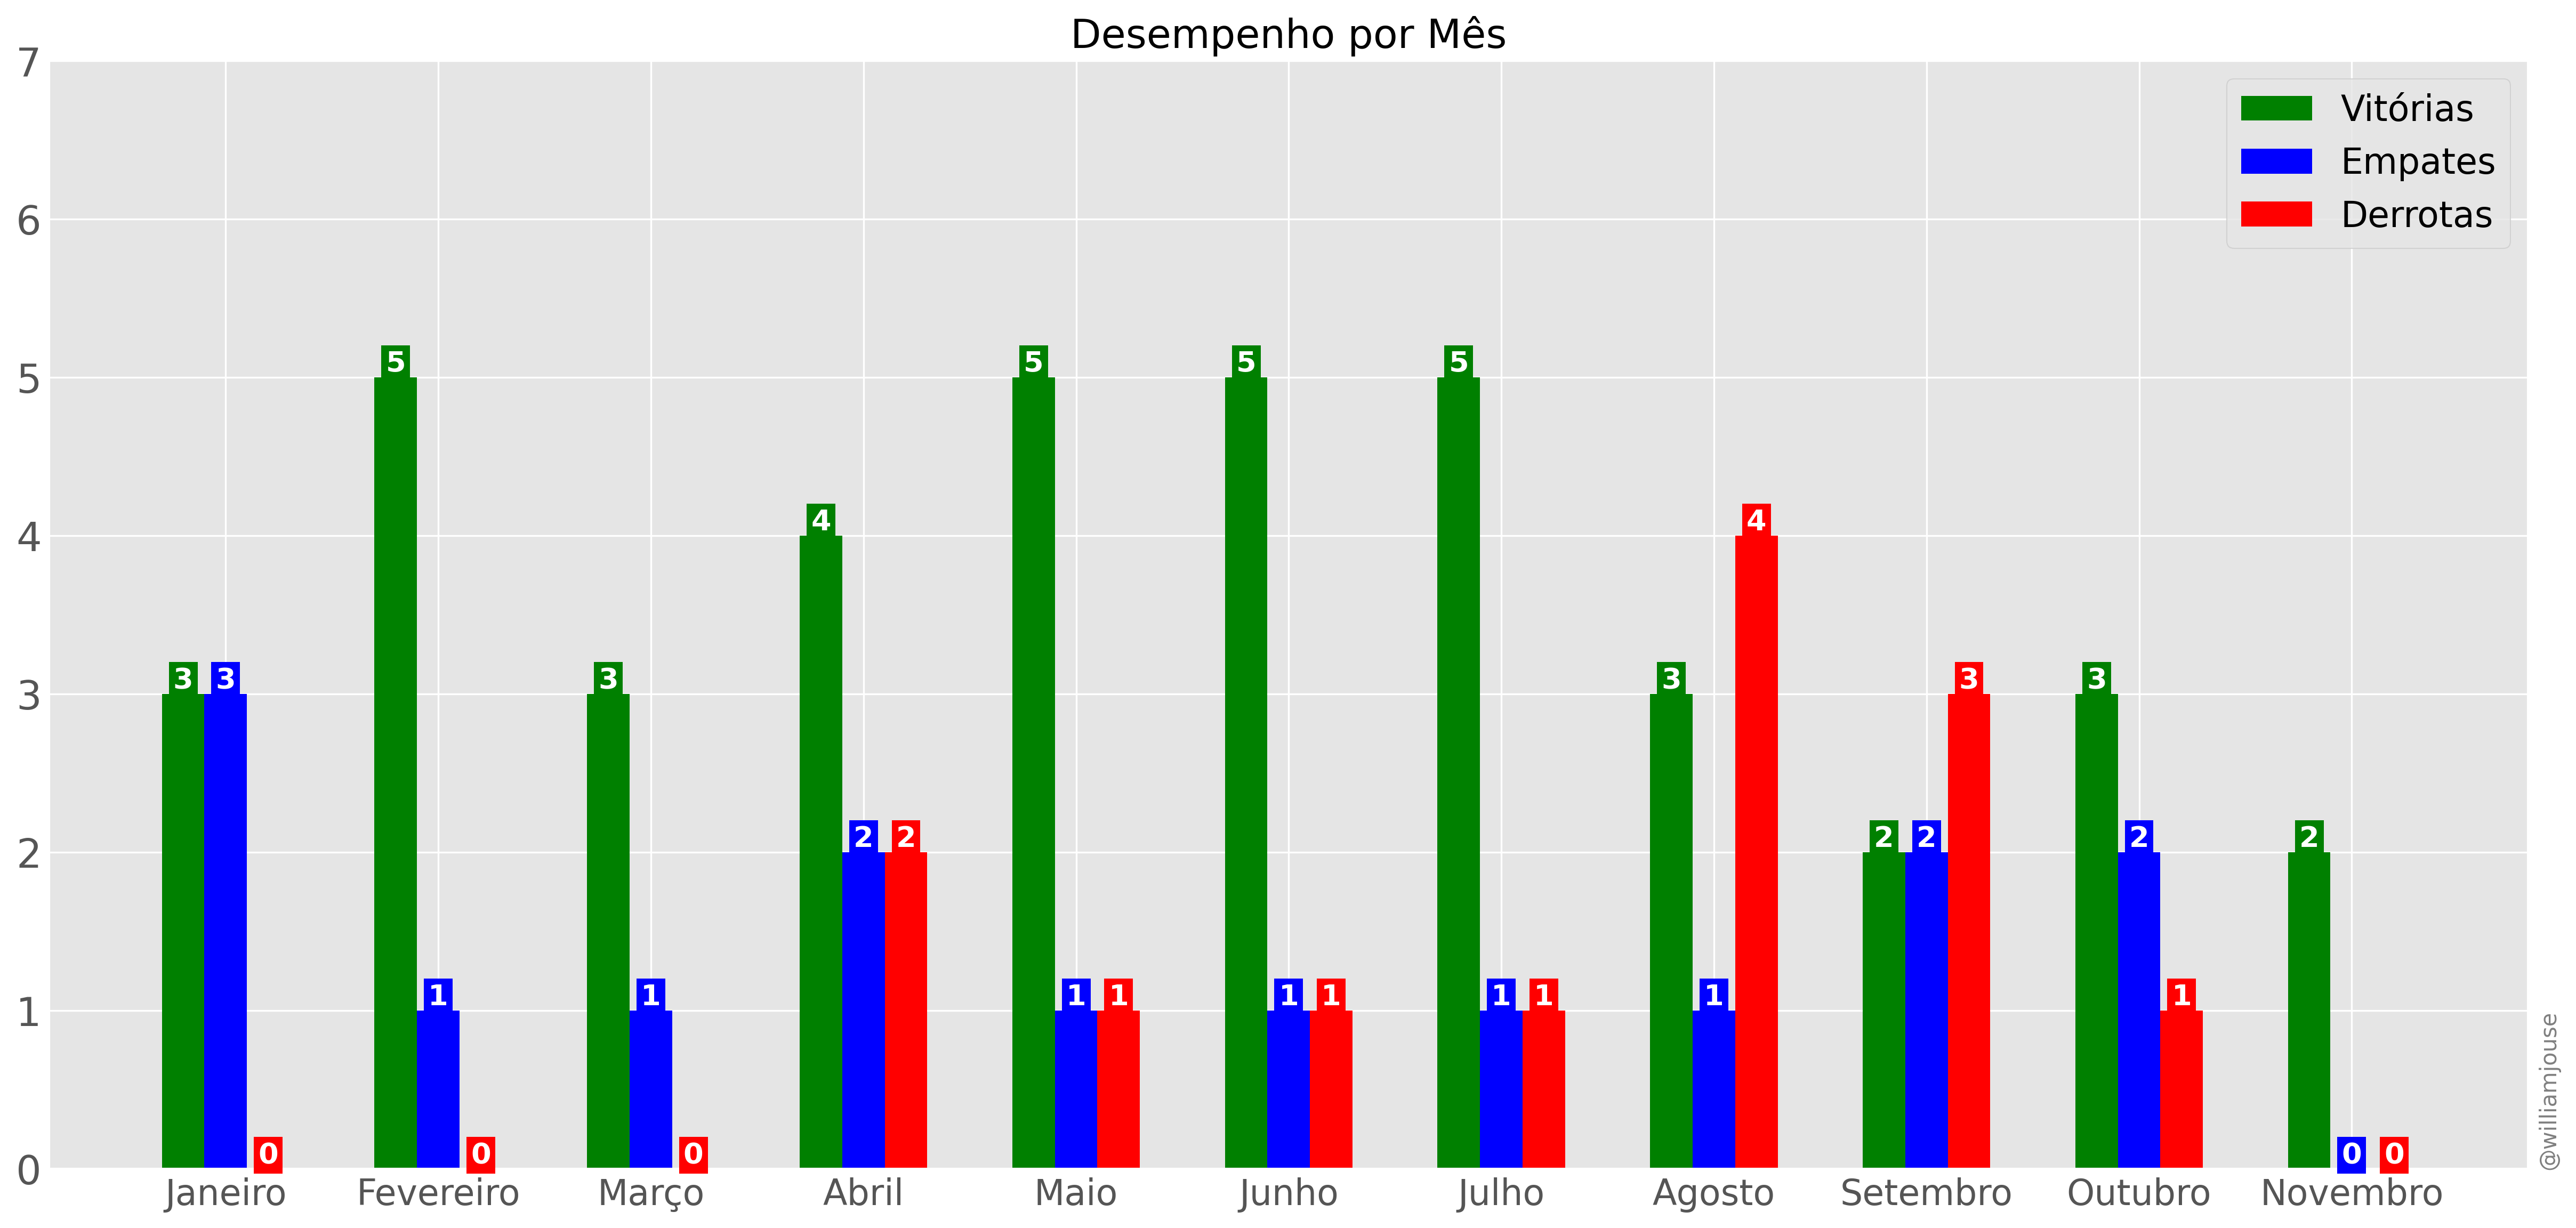 Desempenho por Mês
7
6
5
4
3
2
1
0
Vitórias
Empates
Derrotas
3 3 0
5 1 0
3 1 0
4 2 2
5 1 1
5 1 1
5 1 1
3 1 4
2 2 3
3 2 1
2 0 0
Janeiro Fevereiro Março Abril Maio Junho Julho Agosto Setembro Outubro Novembro
@williamjouse